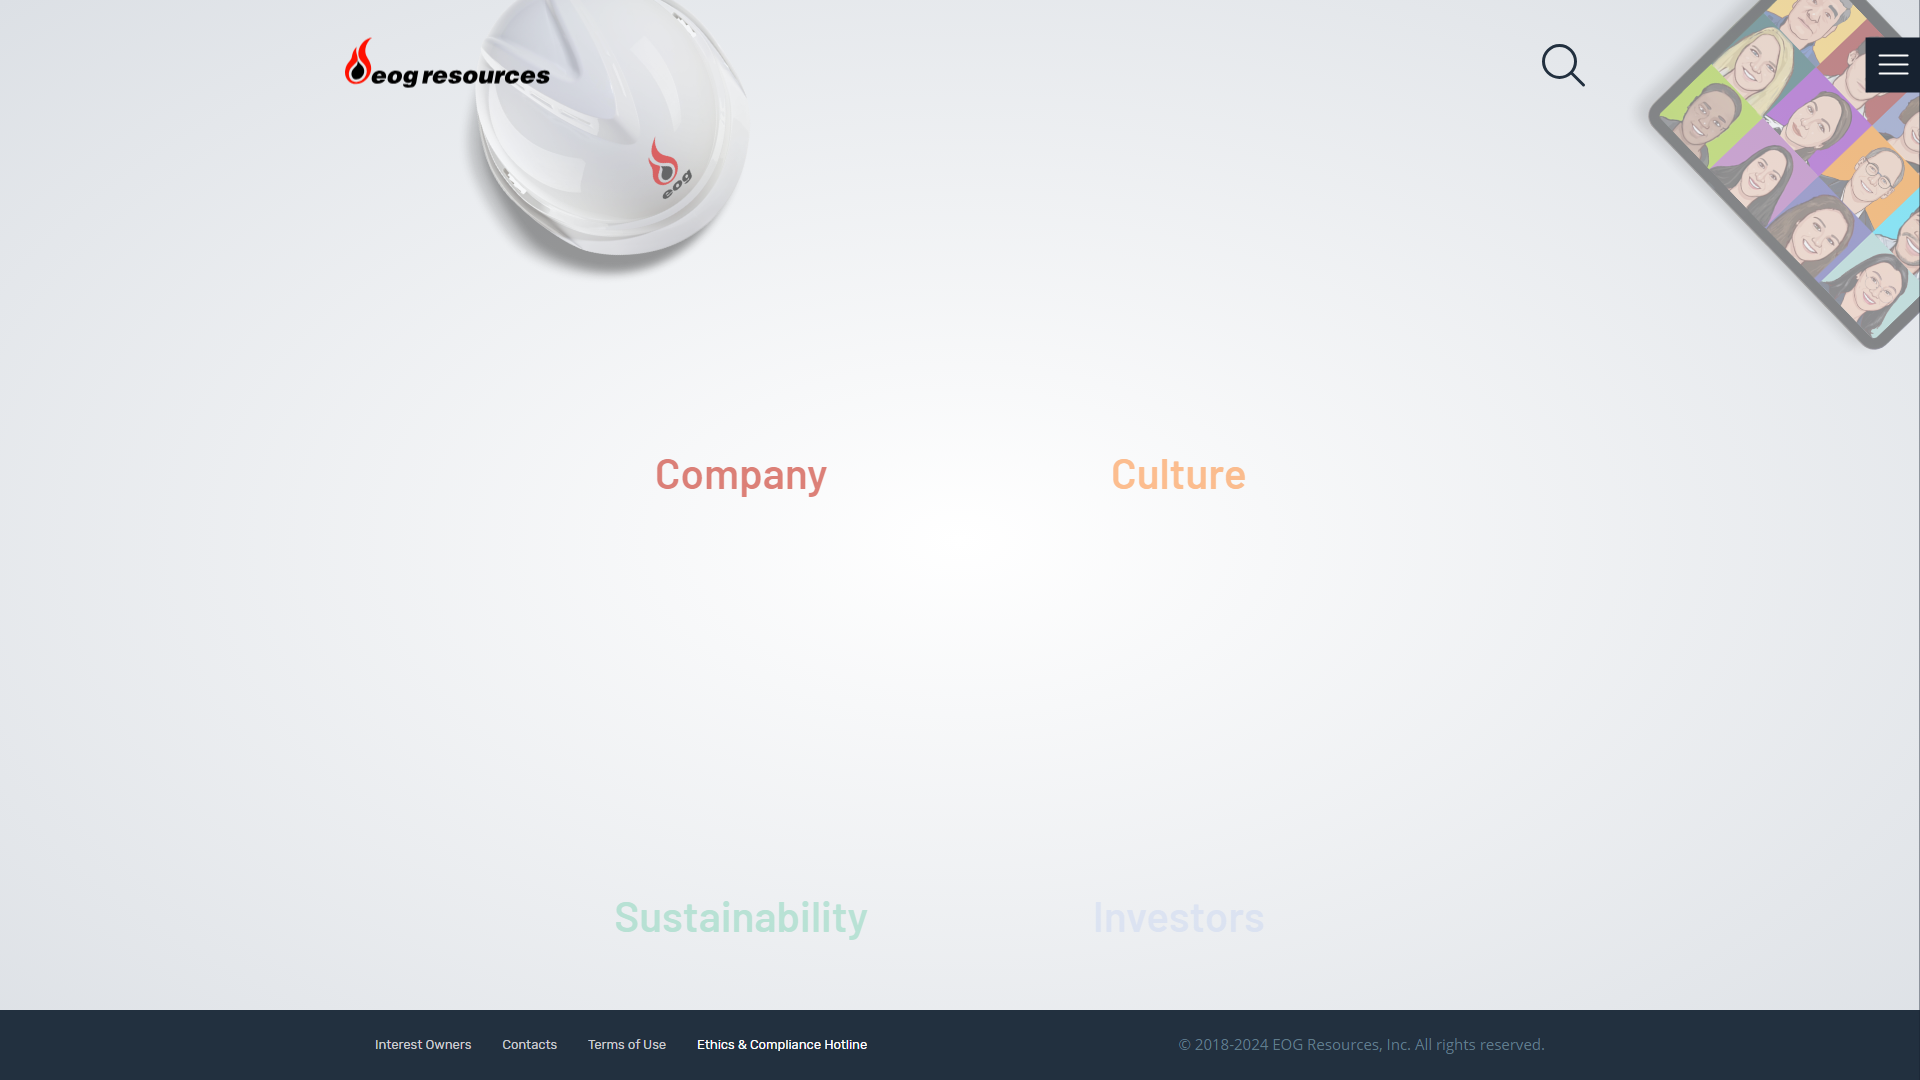 eog resources
eog
Company
Culture
Sustainability
Investors
Interest Owners
Contacts
Terms of Use
Ethics & Compliance Hotline
© 2018-2024 EOG Resources, Inc. All rights reserved.